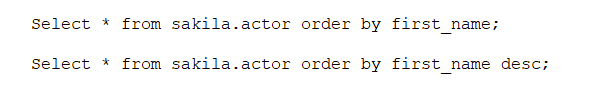 Select * from sakila.actor order by first_name;
Select * from sakila.actor order by first_name desc;